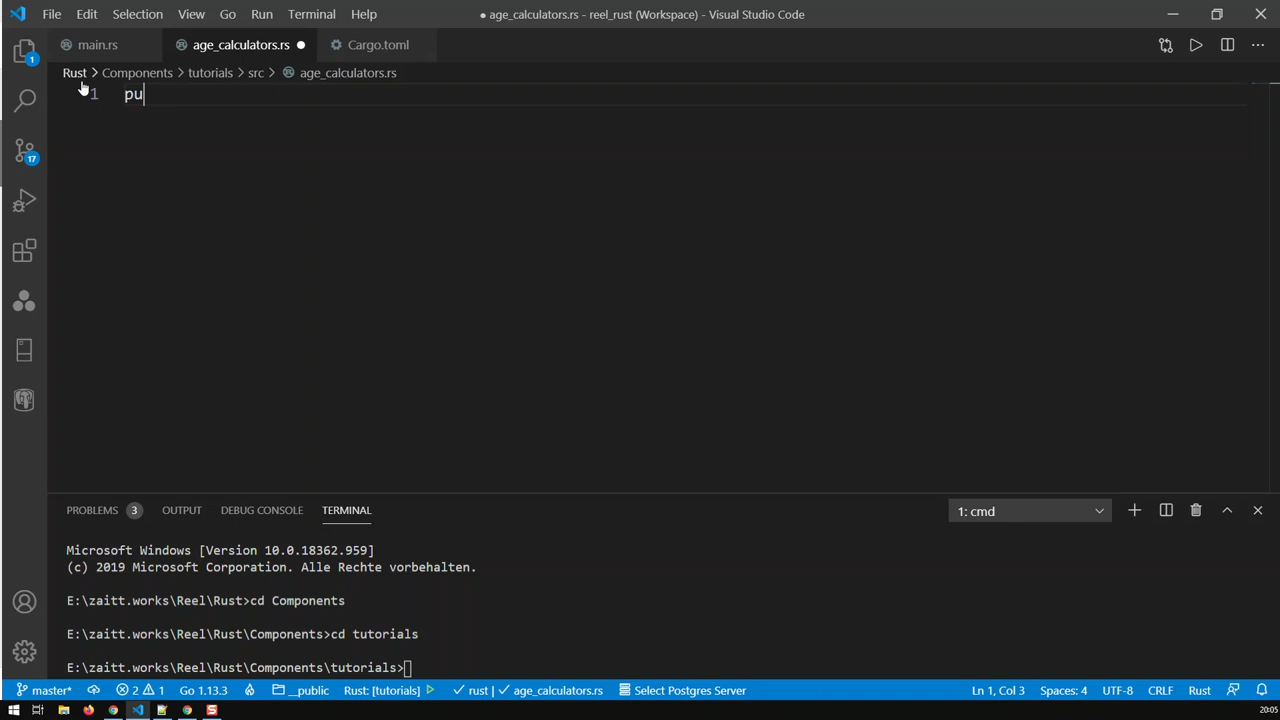 File Edit Selection View Go Run Terminal Help
● age_calculators.rs - reel_rust (Workspace) - Visual Studio Code
main.rs age_calculators.rs ● Cargo.toml
Rust > Components > tutorials > src > age_calculators.rs
1
1 pu
17
PROBLEMS 3 OUTPUT DEBUG CONSOLE TERMINAL 1: cmd
Microsoft Windows [Version 10.0.18362.959]
(c) 2019 Microsoft Corporation. Alle Rechte vorbehalten.
E:\zaitt.works\Reel\Rust>cd Components
E:\zaitt.works\Reel\Rust\Components>cd tutorials
E:\zaitt.works\Reel\Rust\Components\tutorials>
master* 2 1 Go 1.13.3 __public Rust: [tutorials] ✓ rust | ✓ age_calculators.rs Select Postgres Server Ln 1, Col 3 Spaces: 4 UTF-8 CRLF Rust
20:05